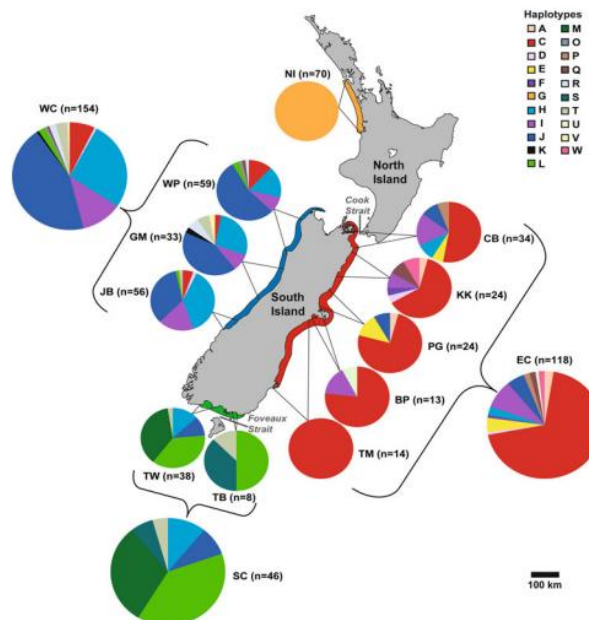 Haplotypes
A
C
D
E
F
G
H
I
J
K
L
M
O
P
Q
R
S
T
U
V
W
NI (n=70)
WC (n=154)
North
Island
WP (n=59)
Cook
Strait
GM (n=33)
CB (n=34)
JB (n=56)
South
Island
KK (n=24)
PG (n=24)
EC (n=118)
BP (n=13)
Foveaux
Strait
TM (n=14)
TW (n=38)
TB (n=8)
SC (n=46)
100 km